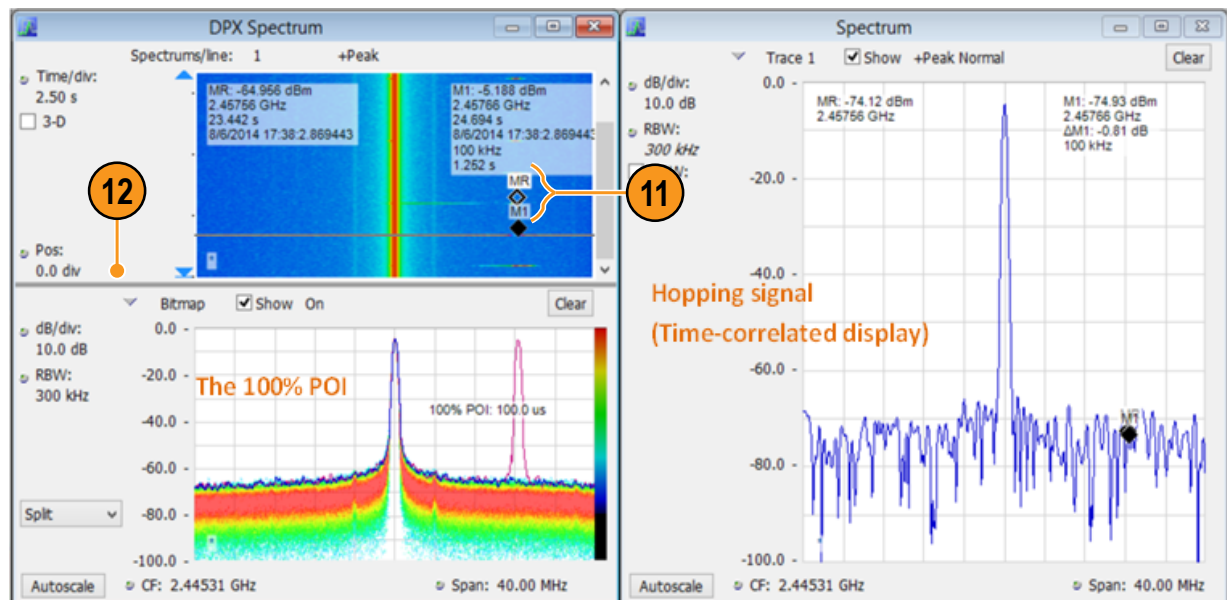 DPX Spectrum
Spectrums/line: 1 +Peak
Time/div:
2.50 s
3-D
MR: -64.956 dBm
2.45766 GHz
23.442 s
8/6/2014 17:38:2.869443
M1: -5.188 dBm
2.45766 GHz
24.694 s
8/6/2014 17:38:2.869443
100 kHz
1.252 s
MR
M1
12
11
Pos:
0.0 div
Bitmap Show On Clear
dB/div:
10.0 dB
RBW:
300 kHz
0.0
-20.0
-40.0
-60.0
-80.0
-100.0
The 100% POI
100% POI: 100.0 us
Split
Autoscale CF: 2.44531 GHz Span: 40.00 MHz
Spectrum
Trace 1 Show +Peak Normal Clear
dB/div:
10.0 dB
RBW:
300 kHz
0.0
-20.0
-40.0
-60.0
-80.0
-100.0
MR: -74.12 dBm
2.45766 GHz
M1: -74.93 dBm
2.45766 GHz
ΔM1: -0.81 dB
100 kHz
Hopping signal
(Time-correlated display)
M1
Autoscale CF: 2.44531 GHz Span: 40.00 MHz